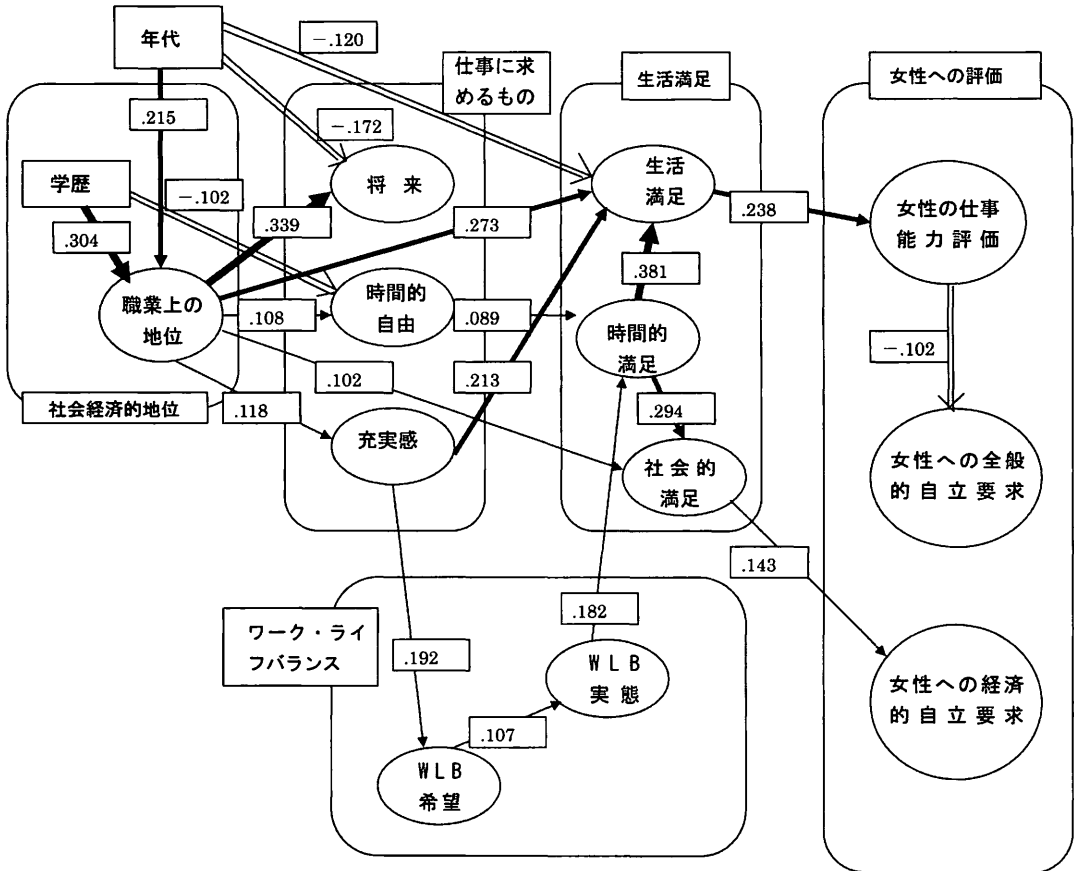 年代
－.120
仕事に求
めるもの
生活満足
女性への評価
.215
－.172
学歴
－.102
将 来
生活
満足
.304
.339
.273
.238
女性の仕事
能力評価
職業上の
地位
.108
時間的
自由
.089
.381
時間的
満足
－.102
.102
.213
社会経済的地位
.118
.294
充実感
社会的
満足
女性への全般
的自立要求
.143
ワーク・ライ
フバランス
.182
.192
WLB
実態
女性への経済
的自立要求
.107
WLB
希望